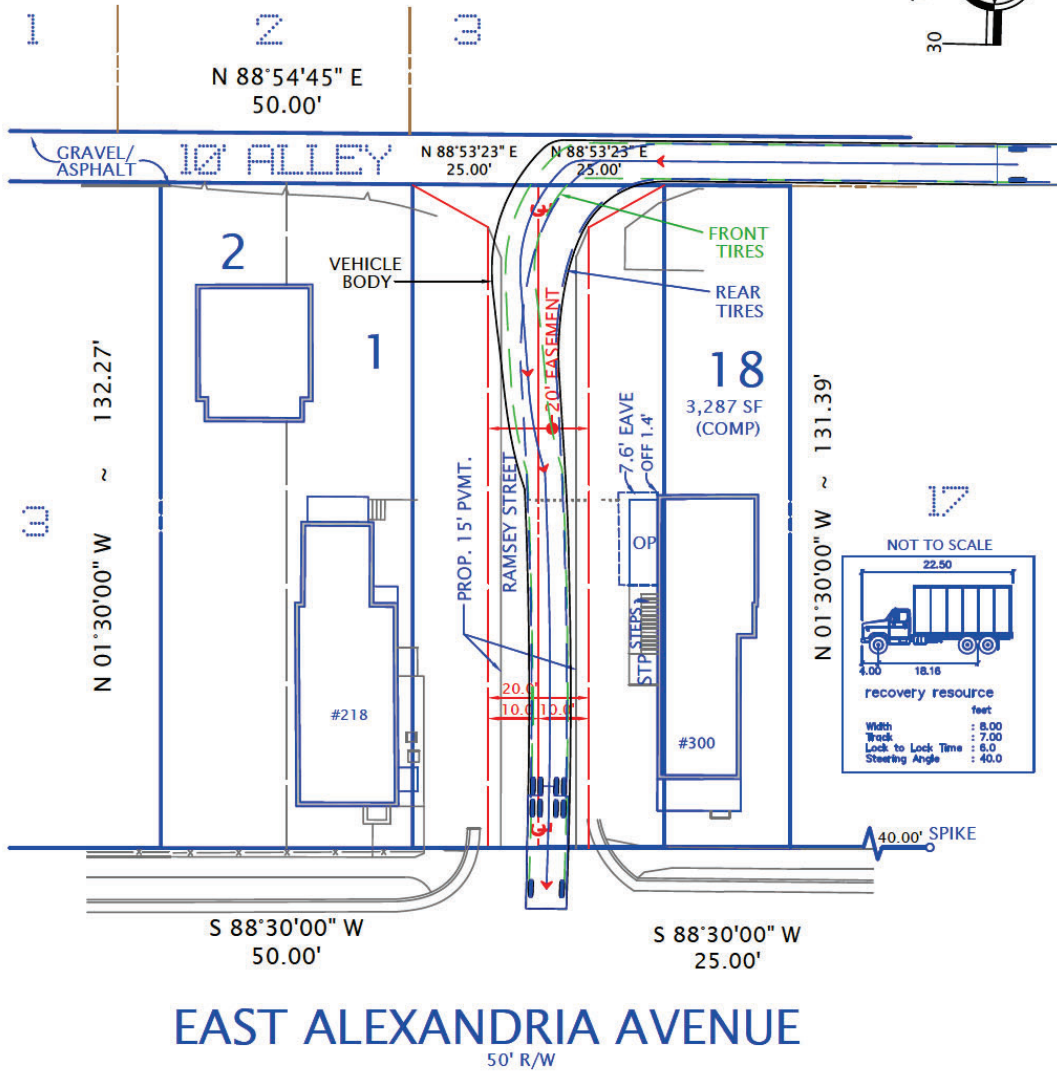 1
2
3
N 88°54'45" E
50.00'
30
GRAVEL/
ASPHALT
10' ALLEY
N 88°53'23" E
25.00'
N 88°53'23" E
25.00'
2
VEHICLE
BODY
FRONT
TIRES
REAR
TIRES
1
18
3,287 SF
(COMP)
20' EASEMENT
N 01°30'00" W ~ 132.27'
N 01°30'00" W ~ 131.39'
7.6' EAVE
OFF 1.4'
3
PROP. 15' PVMT.
RAMSEY STREET
OP
STP STEPS
17
NOT TO SCALE
22.50
4.00
18.16
recovery resource
feet
Width : 8.00
Track : 7.00
Lock to Lock Time : 6.0
Steering Angle : 40.0
20.0'
10.0' 10.0'
#218
#300
40.00' SPIKE
S 88°30'00" W
50.00'
S 88°30'00" W
25.00'
EAST ALEXANDRIA AVENUE
50' R/W